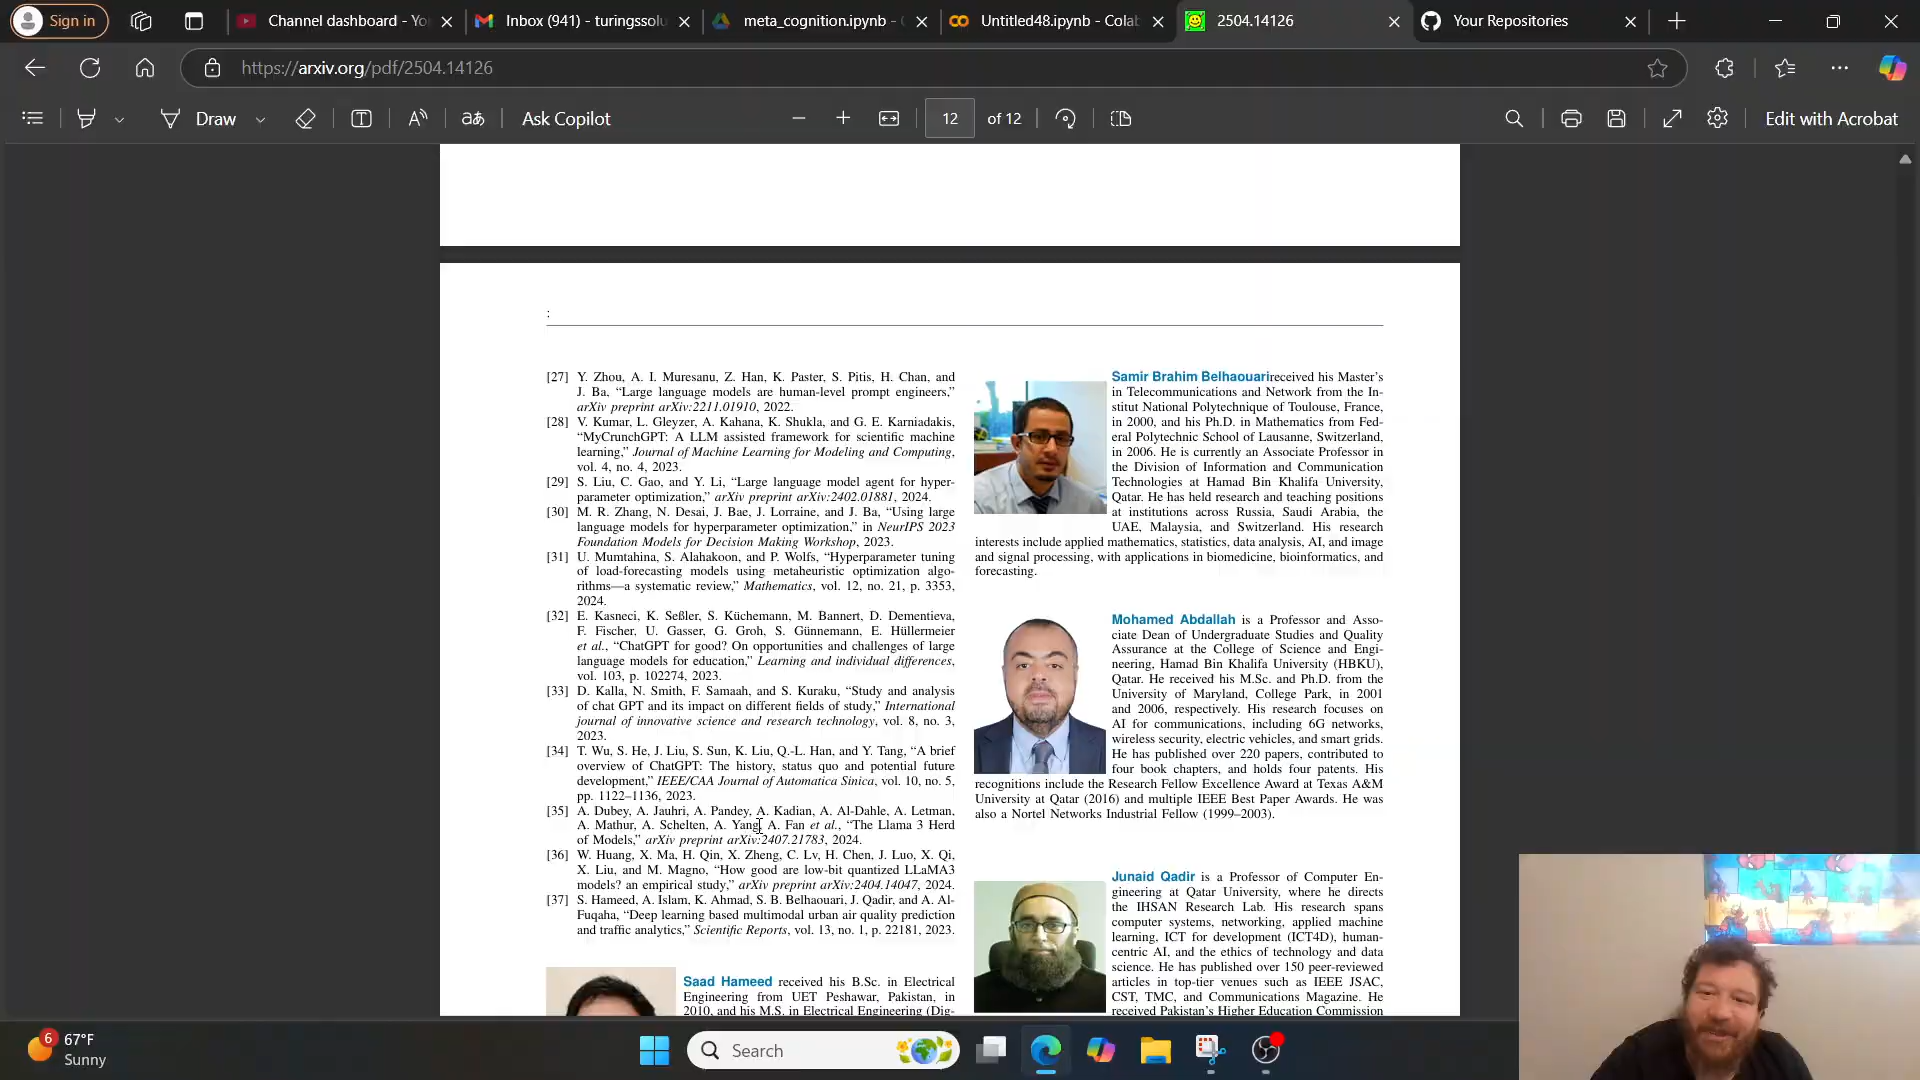 Sign in
Channel dashboard - Yo
Inbox (941) - turingssolu
meta_cognition.ipynb -
Untitled48.ipynb - Colab
2504.14126
Your Repositories
https://arxiv.org/pdf/2504.14126
Draw
aあ
Ask Copilot
12 of 12
Edit with Acrobat
:
[27] Y. Zhou, A. I. Muresanu, Z. Han, K. Paster, S. Pitis, H. Chan, and
J. Ba, “Large language models are human-level prompt engineers,”
arXiv preprint arXiv:2211.01910, 2022.
[28] V. Kumar, L. Gleyzer, A. Kahana, K. Shukla, and G. E. Karniadakis,
“MyCrunchGPT: A LLM assisted framework for scientific machine
learning,” Journal of Machine Learning for Modeling and Computing,
vol. 4, no. 4, 2023.
[29] S. Liu, C. Gao, and Y. Li, “Large language model agent for hyper-
parameter optimization,” arXiv preprint arXiv:2402.01881, 2024.
[30] M. R. Zhang, N. Desai, J. Bae, J. Lorraine, and J. Ba, “Using large
language models for hyperparameter optimization,” in NeurIPS 2023
Foundation Models for Decision Making Workshop, 2023.
[31] U. Mumtahina, S. Alahakoon, and P. Wolfs, “Hyperparameter tuning
of load-forecasting models using metaheuristic optimization algo-
rithms—a systematic review,” Mathematics, vol. 12, no. 21, p. 3353,
2024.
[32] E. Kasneci, K. Seßler, S. Küchemann, M. Bannert, D. Dementieva,
F. Fischer, U. Gasser, G. Groh, S. Günnemann, E. Hüllermeier
et al., “ChatGPT for good? On opportunities and challenges of large
language models for education,” Learning and individual differences,
vol. 103, p. 102274, 2023.
[33] D. Kalla, N. Smith, F. Samaah, and S. Kuraku, “Study and analysis
of chat GPT and its impact on different fields of study,” International
journal of innovative science and research technology, vol. 8, no. 3,
2023.
[34] T. Wu, S. He, J. Liu, S. Sun, K. Liu, Q.-L. Han, and Y. Tang, “A brief
overview of ChatGPT: The history, status quo and potential future
development,” IEEE/CAA Journal of Automatica Sinica, vol. 10, no. 5,
pp. 1122–1136, 2023.
[35] A. Dubey, A. Jauhri, A. Pandey, A. Kadian, A. Al-Dahle, A. Letman,
A. Mathur, A. Schelten, A. Yang, A. Fan et al., “The Llama 3 Herd
of Models,” arXiv preprint arXiv:2407.21783, 2024.
[36] W. Huang, X. Ma, H. Qin, X. Zheng, C. Lv, H. Chen, J. Luo, X. Qi,
X. Liu, and M. Magno, “How good are low-bit quantized LLaMA3
models? an empirical study,” arXiv preprint arXiv:2404.14047, 2024.
[37] S. Hameed, A. Islam, K. Ahmad, S. B. Belhaouari, J. Qadir, and A. Al-
Fuqaha, “Deep learning based multimodal urban air quality prediction
and traffic analytics,” Scientific Reports, vol. 13, no. 1, p. 22181, 2023.
Saad Hameed received his B.Sc. in Electrical
Engineering from UET Peshawar, Pakistan, in
2010, and his M.S. in Electrical Engineering (Dig-
Samir Brahim Belhaouarireceived his Master’s
in Telecommunications and Network from the In-
stitut National Polytechnique of Toulouse, France,
in 2000, and his Ph.D. in Mathematics from Fed-
eral Polytechnic School of Lausanne, Switzerland,
in 2006. He is currently an Associate Professor in
the Division of Information and Communication
Technologies at Hamad Bin Khalifa University,
Qatar. He has held research and teaching positions
at institutions across Russia, Saudi Arabia, the
UAE, Malaysia, and Switzerland. His research
interests include applied mathematics, statistics, data analysis, AI, and image
and signal processing, with applications in biomedicine, bioinformatics, and
forecasting.
Mohamed Abdallah is a Professor and Asso-
ciate Dean of Undergraduate Studies and Quality
Assurance at the College of Science and Engi-
neering, Hamad Bin Khalifa University (HBKU),
Qatar. He received his M.Sc. and Ph.D. from the
University of Maryland, College Park, in 2001
and 2006, respectively. His research focuses on
AI for communications, including 6G networks,
wireless security, electric vehicles, and smart grids.
He has published over 220 papers, contributed to
four book chapters, and holds four patents. His
recognitions include the Research Fellow Excellence Award at Texas A&M
University at Qatar (2016) and multiple IEEE Best Paper Awards. He was
also a Nortel Networks Industrial Fellow (1999–2003).
Junaid Qadir is a Professor of Computer En-
gineering at Qatar University, where he directs
the IHSAN Research Lab. His research spans
computer systems, networking, applied machine
learning, ICT for development (ICT4D), human-
centric AI, and the ethics of technology and data
science. He has published over 150 peer-reviewed
articles in top-tier venues such as IEEE JSAC,
CST, TMC, and Communications Magazine. He
received Pakistan’s Higher Education Commission
6
67°F
Sunny
Search